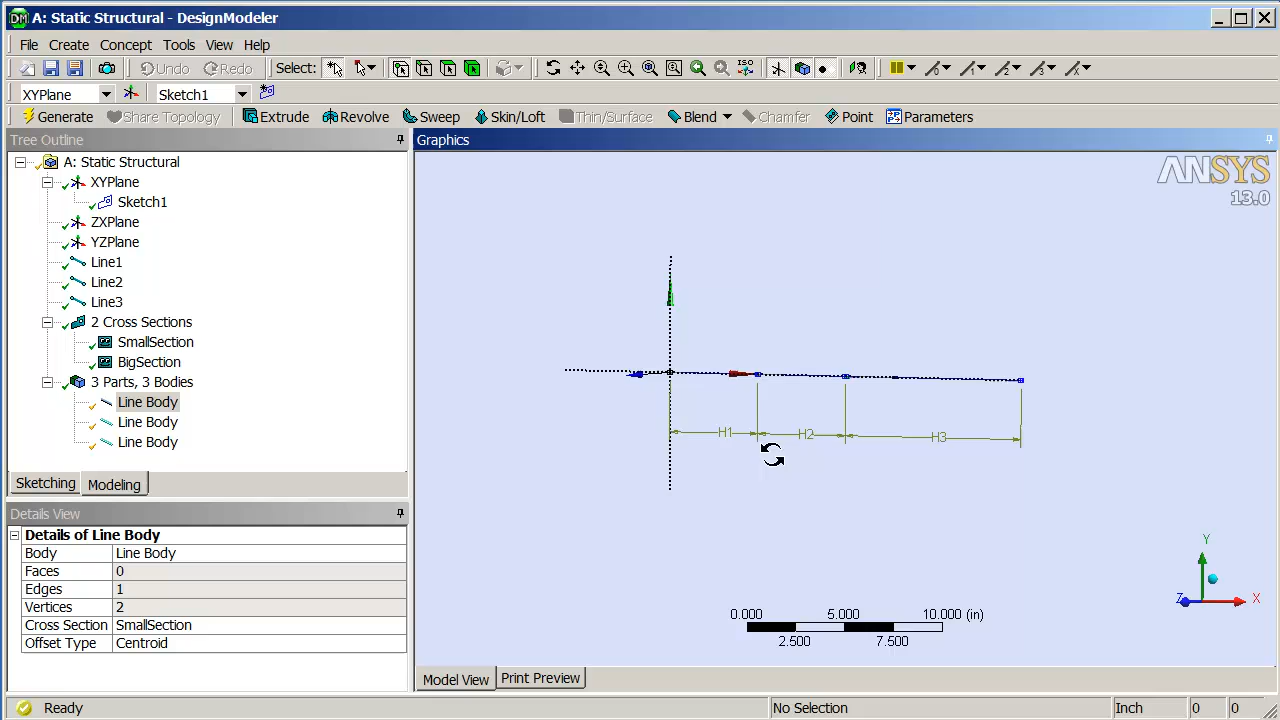 DM A: Static Structural - DesignModeler
File Create Concept Tools View Help
Undo Redo Select: ISO
XYPlane Sketch1
Generate Share Topology Extrude Revolve Sweep Skin/Loft Thin/Surface Blend Chamfer Point Parameters
Tree Outline
A: Static Structural
XYPlane
Sketch1
ZXPlane
YZPlane
Line1
Line2
Line3
2 Cross Sections
SmallSection
BigSection
3 Parts, 3 Bodies
Line Body
Line Body
Line Body
Sketching Modeling
Details View
Details of Line Body
Body Line Body
Faces 0
Edges 1
Vertices 2
Cross Section SmallSection
Offset Type Centroid
Graphics
ANSYS
13.0
H1 H2 H3
Y
Z X
0.000 5.000 10.000 (in)
2.500 7.500
Model View Print Preview
Ready No Selection Inch 0 0